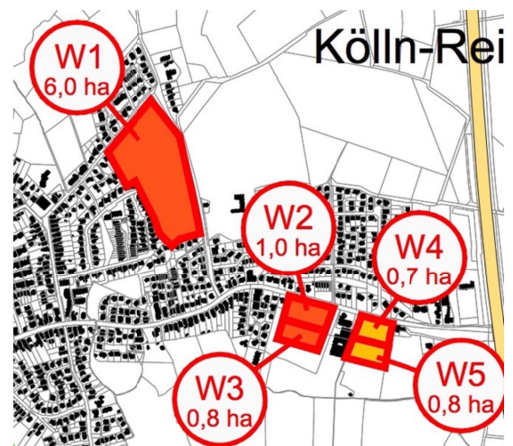 Kölln-Rei
W1
6,0 ha
W2
1,0 ha
W4
0,7 ha
W3
0,8 ha
W5
0,8 ha